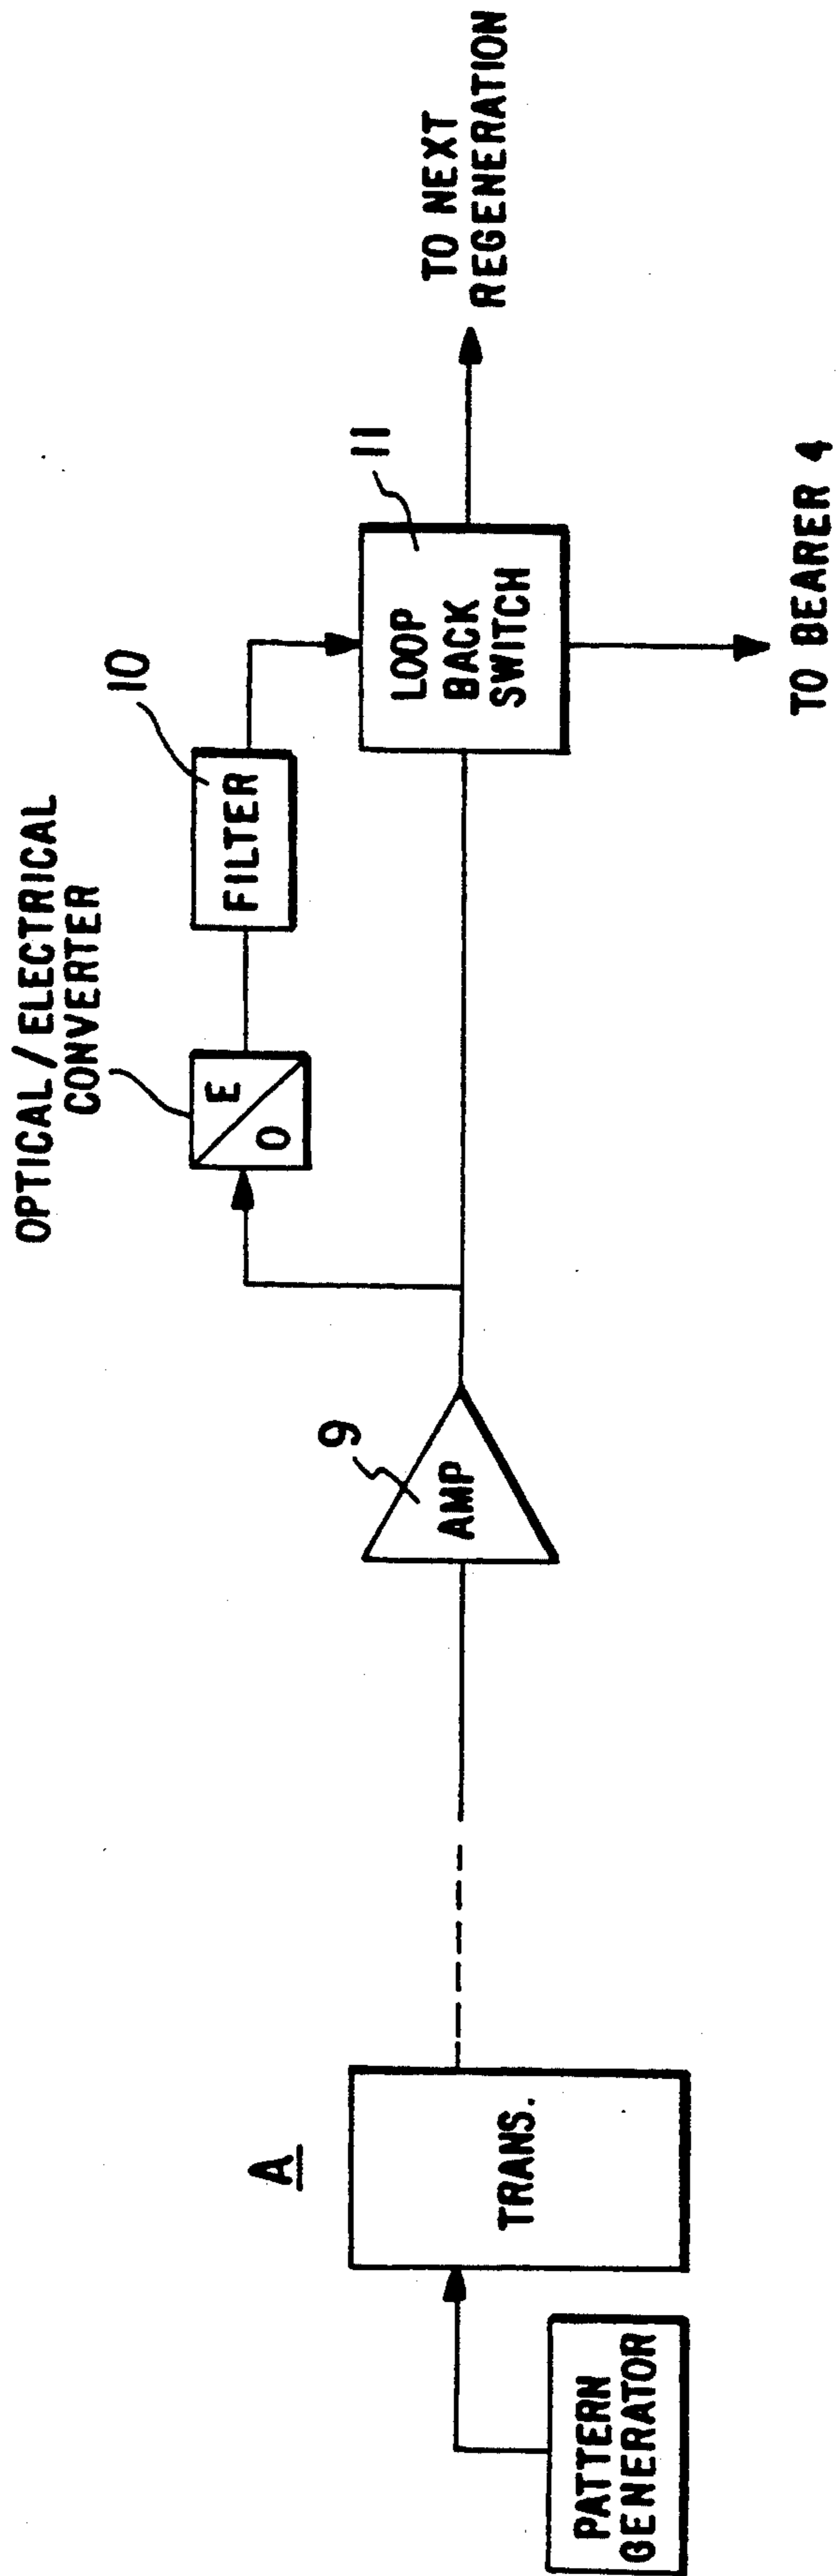 OPTICAL/ELECTRICAL
CONVERTER
E
O
10
FILTER
11
LOOP
BACK
SWITCH
TO NEXT
REGENERATION
TO BEARER 4
9
AMP
A
TRANS.
PATTERN
GENERATOR